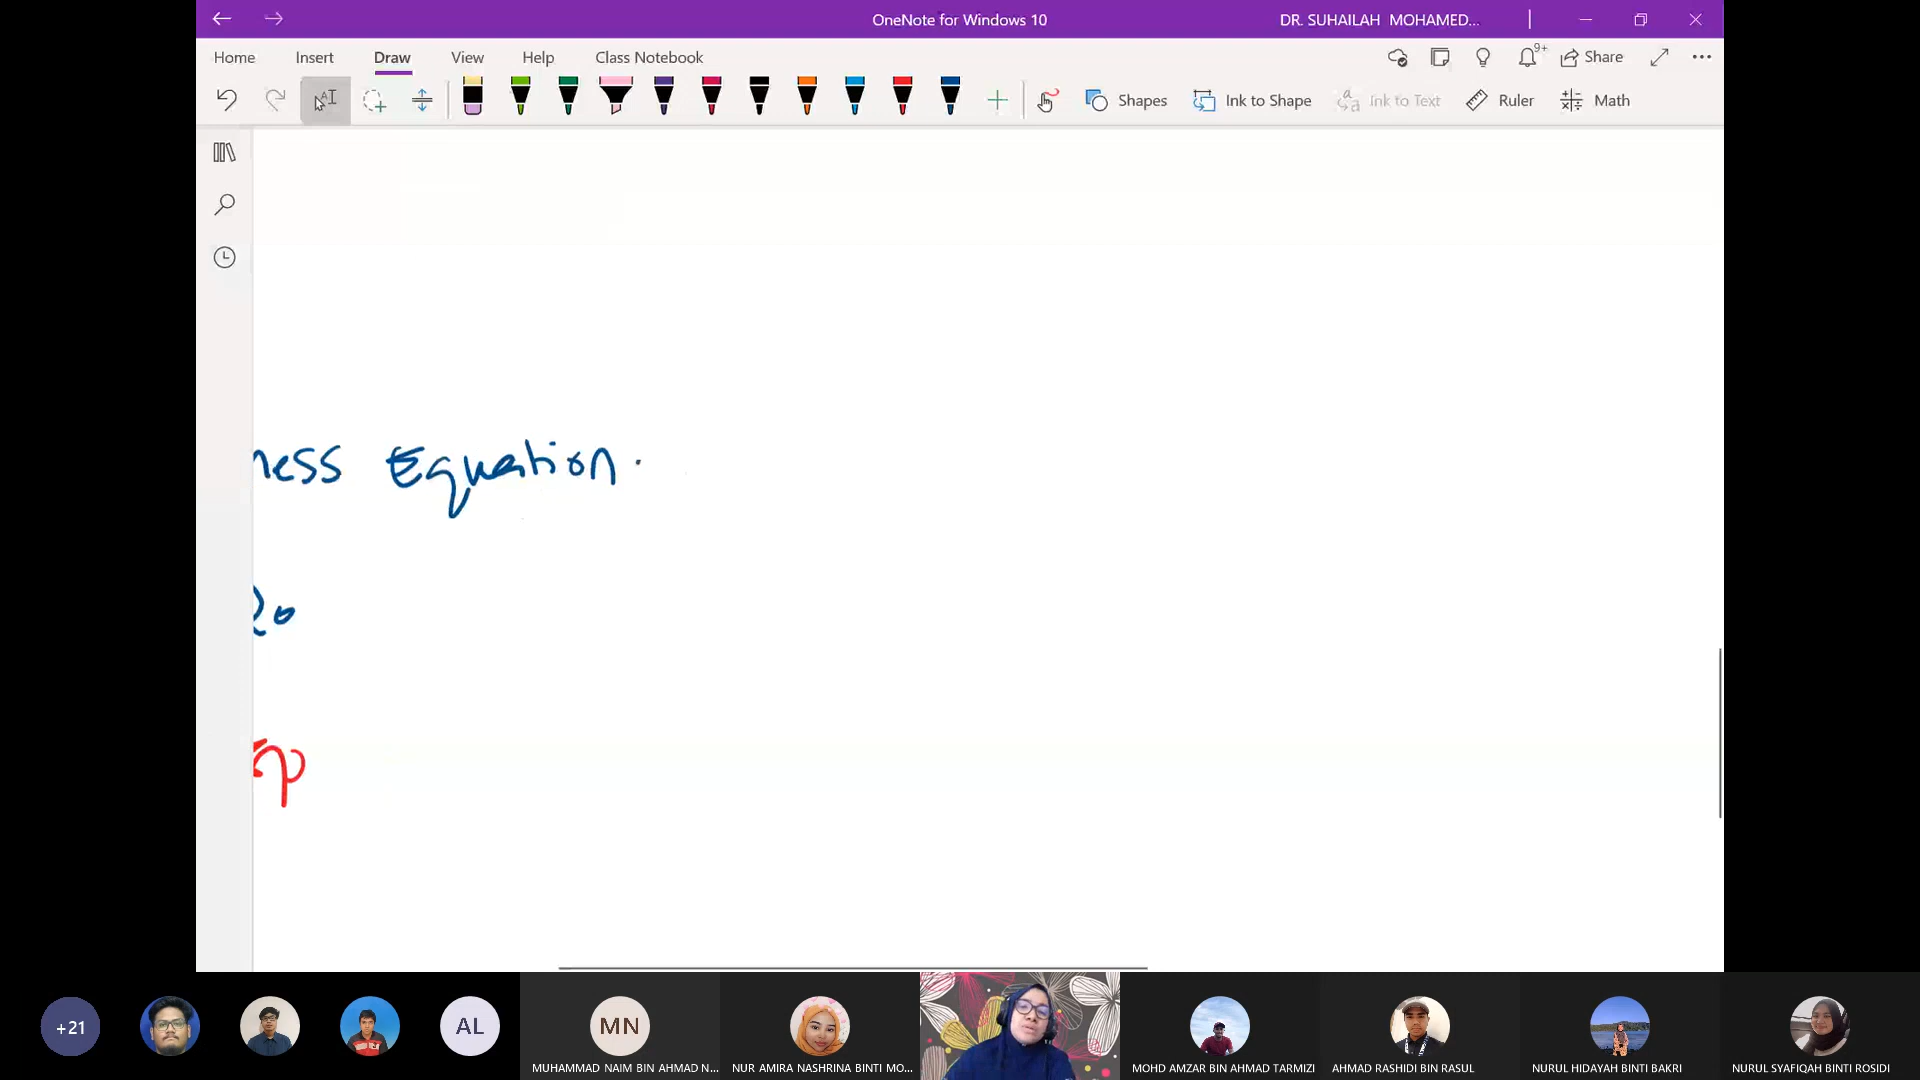 OneNote for Windows 10
DR. SUHAILAH MOHAMED...
Home Insert Draw View Help Class Notebook
9+ Share
Shapes Ink to Shape Ink to Text Ruler Math
ness Equation.
+21
AL
MN
MUHAMMAD NAIM BIN AHMAD N...
NUR AMIRA NASHRINA BINTI MO...
MOHD AMZAR BIN AHMAD TARMIZI
AHMAD RASHIDI BIN RASUL
NURUL HIDAYAH BINTI BAKRI
NURUL SYAFIQAH BINTI ROSIDI